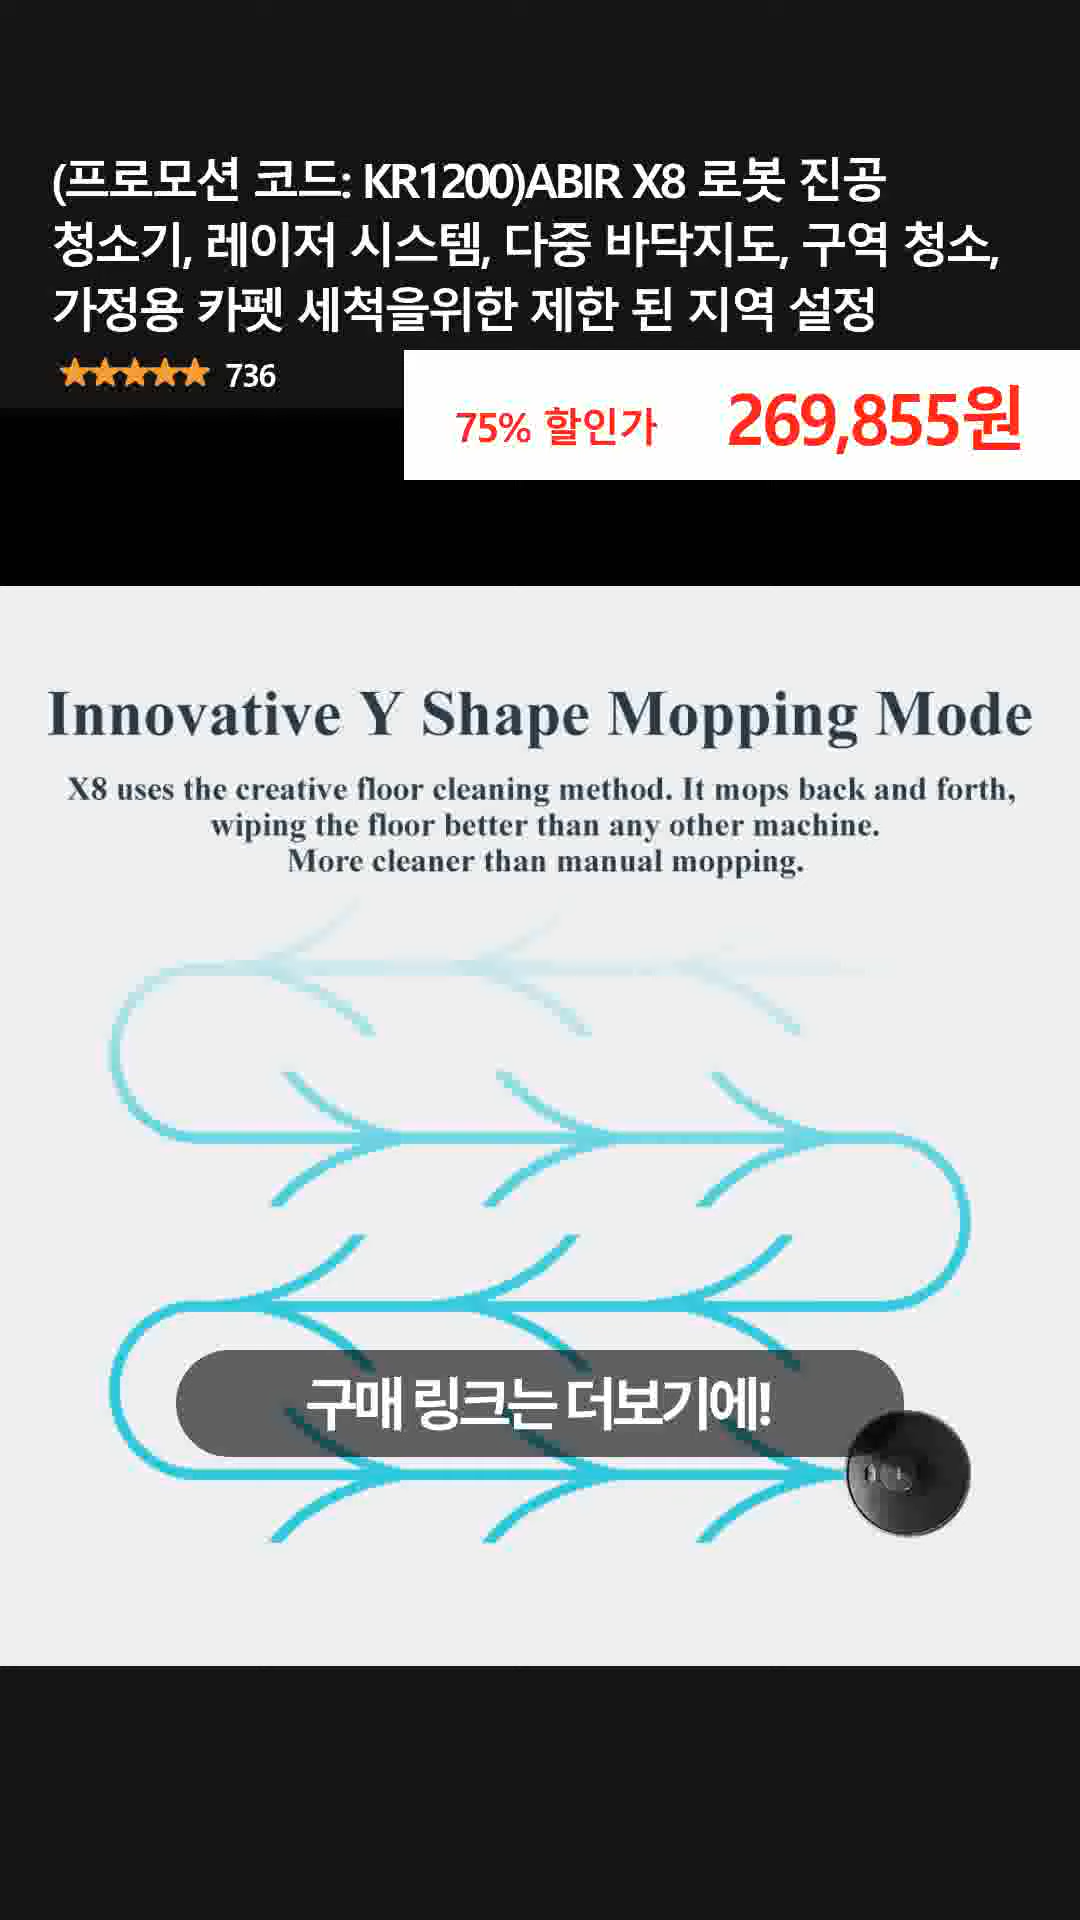 (프로모션 코드: KR1200)ABIR X8 로봇 진공
청소기, 레이저 시스템, 다중 바닥지도, 구역 청소,
가정용 카펫 세척을위한 제한 된 지역 설정
736
75% 할인가 269,855원
Innovative Y Shape Mopping Mode
X8 uses the creative floor cleaning method. It mops back and forth,
wiping the floor better than any other machine.
More cleaner than manual mopping.
구매 링크는 더보기에!